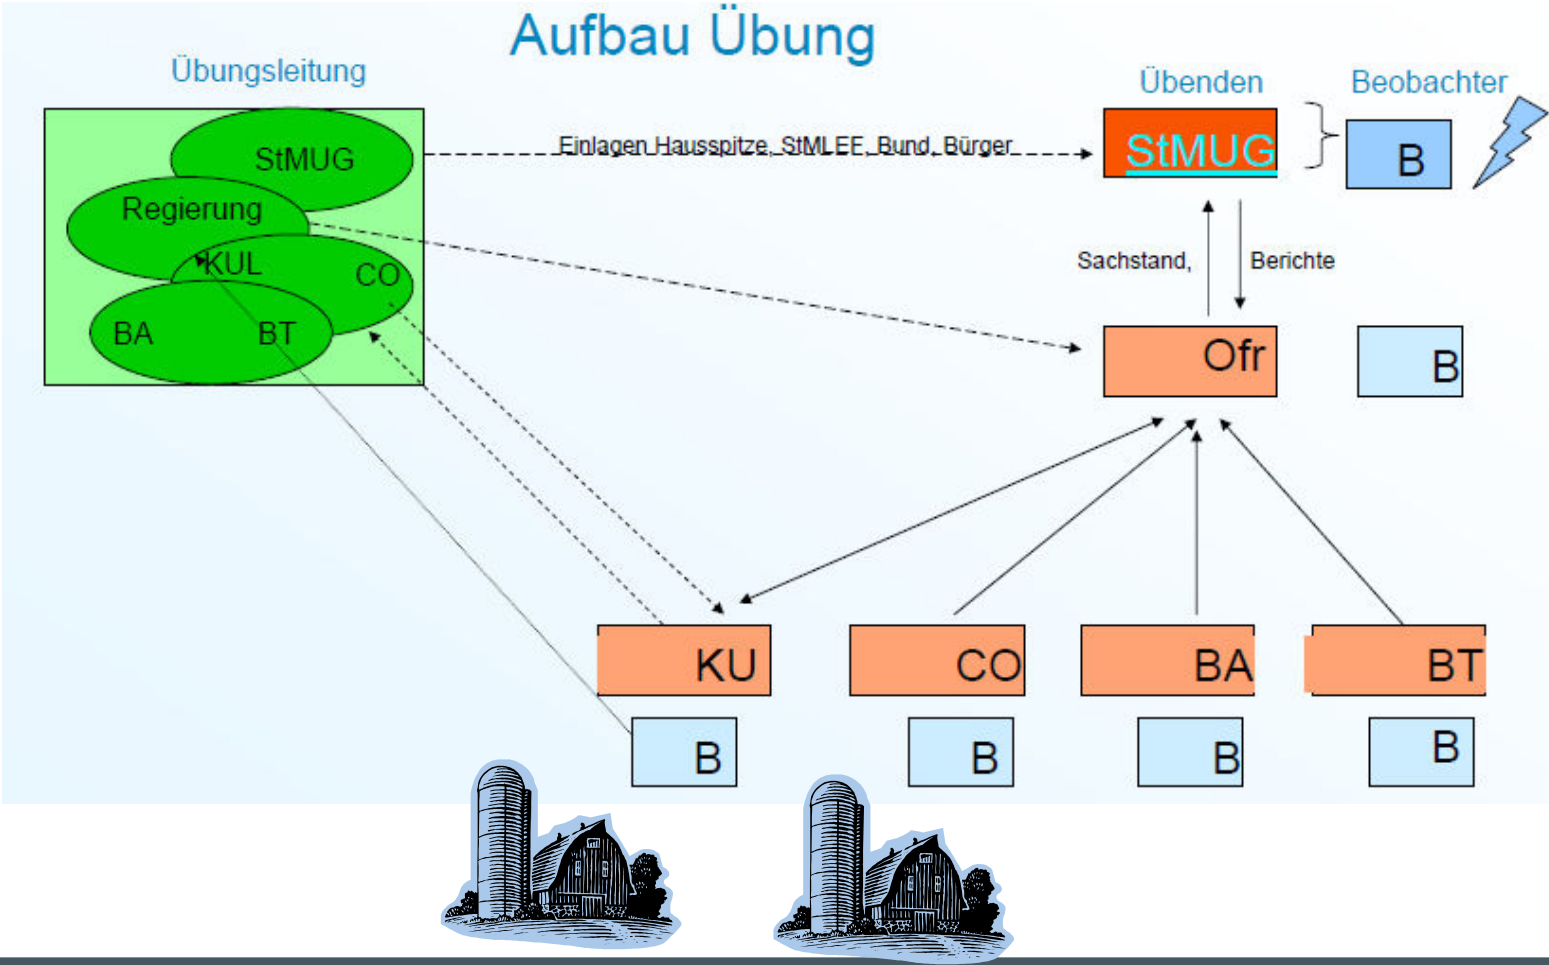 Aufbau Übung
Übungsleitung
Übenden
Beobachter
StMUG
Regierung
KUL
CO
BA
BT
Einlagen Hausspitze, StMLEF, Bund, Bürger
StMUG
B
Sachstand,
Berichte
Ofr
B
KU
CO
BA
BT
B
B
B
B